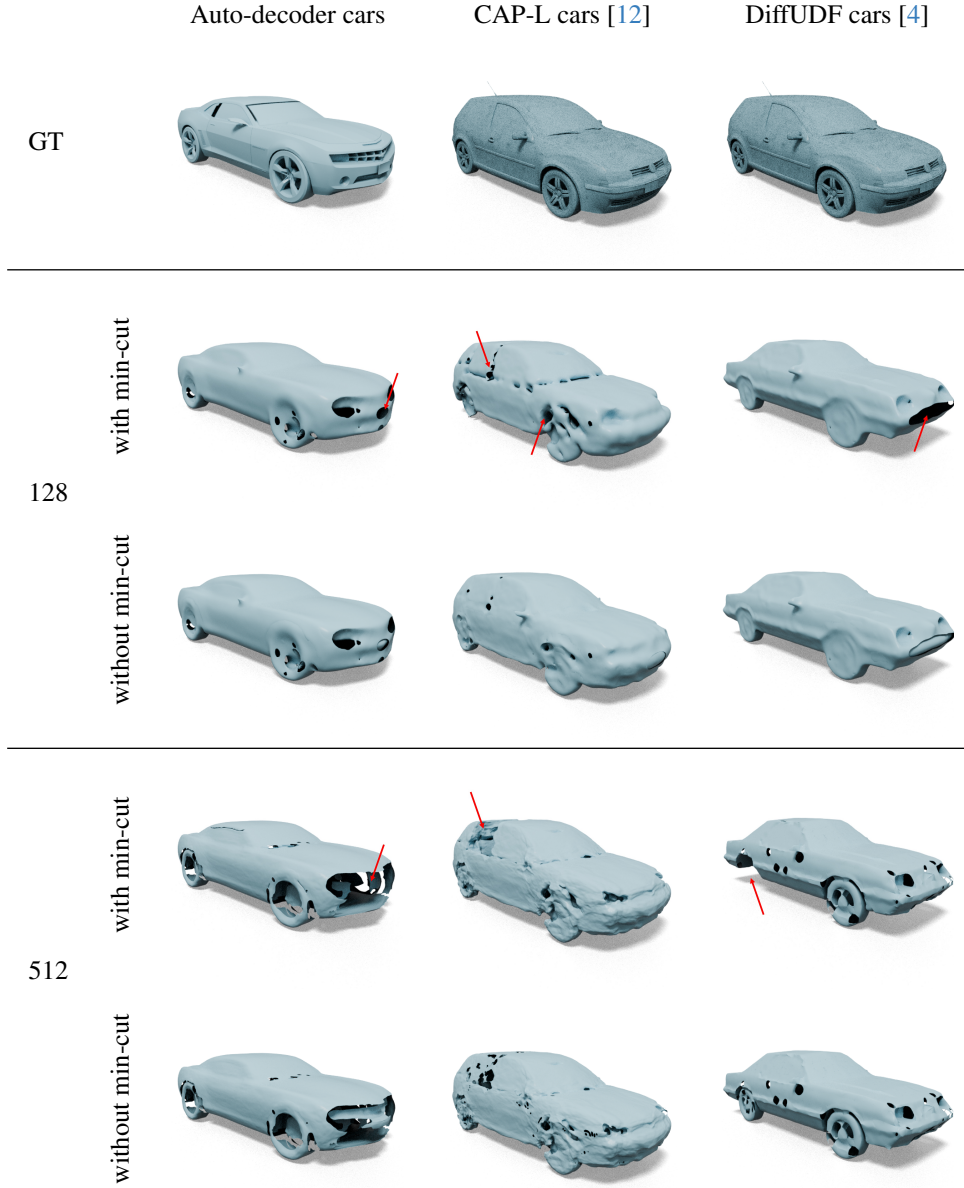 Auto-decoder cars CAP-L cars [12] DiffUDF cars [4]
GT
with min-cut
128
without min-cut
with min-cut
512
without min-cut